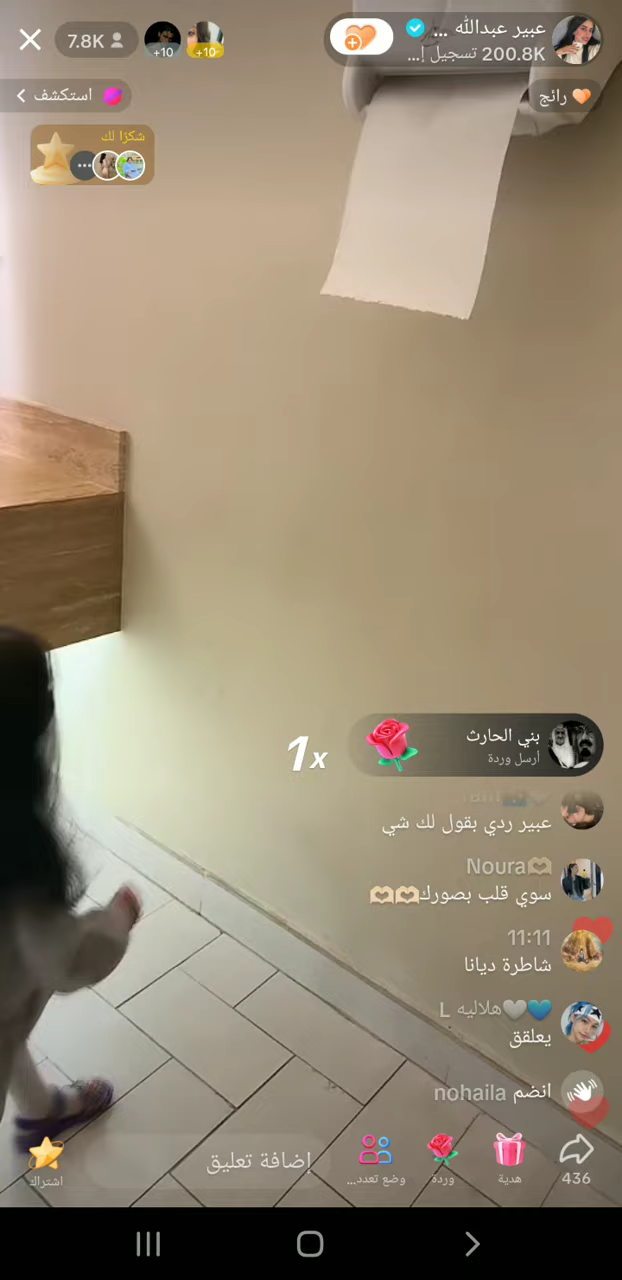 عبير عبدالله ...
200.8K تسجيل إ...
7.8K
+10
+10
رائج
استكشف
شكرًا لك
بني الحارث
أرسل وردة
1x
عبير ردي بقول لك شي
Noura🫶🏼
سوي قلب بصورك🫶🏼🫶🏼
11:11
شاطرة ديانا
هلاليه L🤍💙
يعلقق
nohaila انضم
إضافة تعليق
اشتراك
وضع تعدد...
وردة
هدية
436